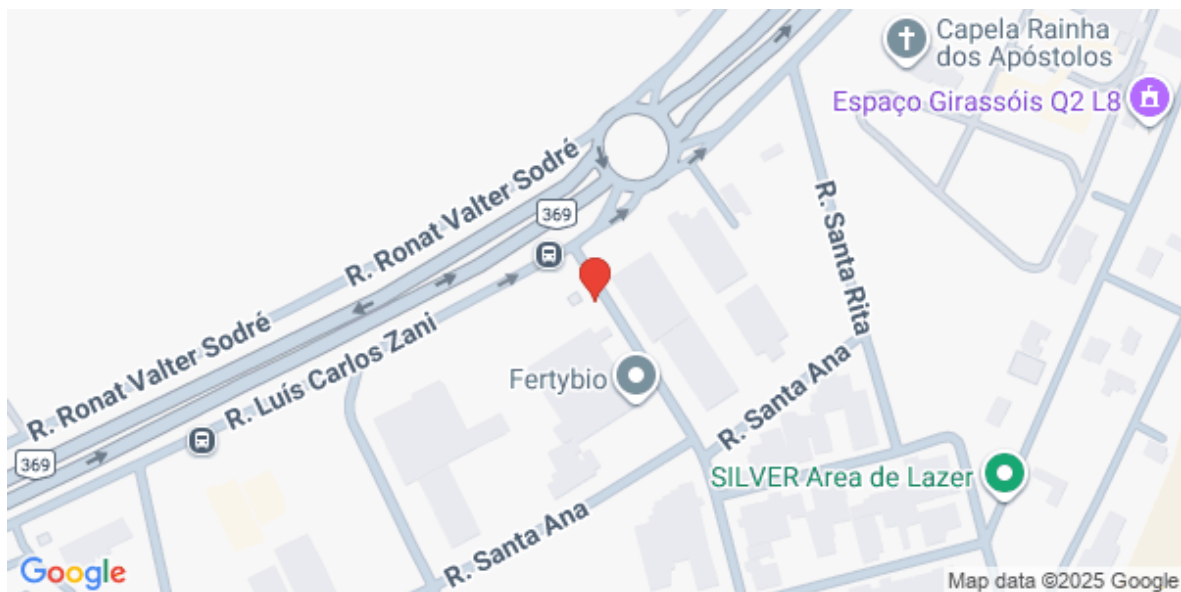 Capela Rainha
dos Apóstolos
Espaço Girassóis Q2 L8
R. Ronat Valter Sodré
369
R. Santa Rita
R. Ronat Valter Sodré
R. Luís Carlos Zani
Fertybio
R. Santa Ana
369
SILVER Area de Lazer
R. Santa Ana
Google
Map data ©2025 Google